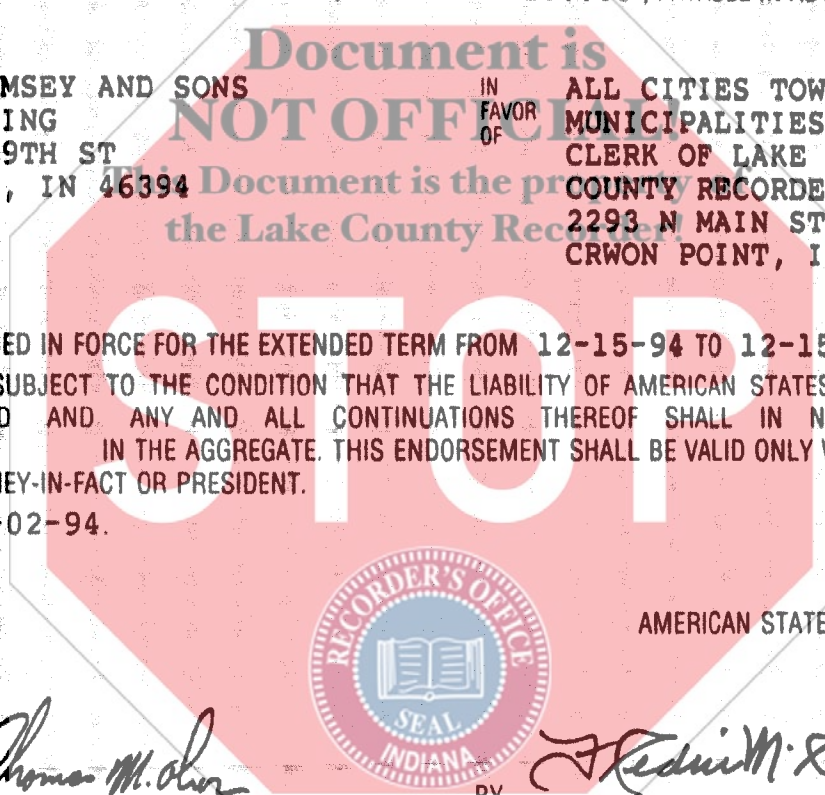 Document is
MSEY AND SONS IN ALL CITIES TOW
ING NOT OFFICIAL! FAVOR MUNICIPALITIES
9TH ST OF CLERK OF LAKE
, IN 46394 This Document is the property of COUNTY RECORDE
the Lake County Recorder! 2293 N MAIN ST
CRWON POINT, I
STOP
ED IN FORCE FOR THE EXTENDED TERM FROM 12-15-94 TO 12-15
SUBJECT TO THE CONDITION THAT THE LIABILITY OF AMERICAN STATES
D AND ANY AND ALL CONTINUATIONS THEREOF SHALL IN N
IN THE AGGREGATE. THIS ENDORSEMENT SHALL BE VALID ONLY
EY-IN-FACT OR PRESIDENT.
-02-94.
RECORDER'S OFFICE
SEAL
INDIANA
AMERICAN STATE
Thomas M.
BY